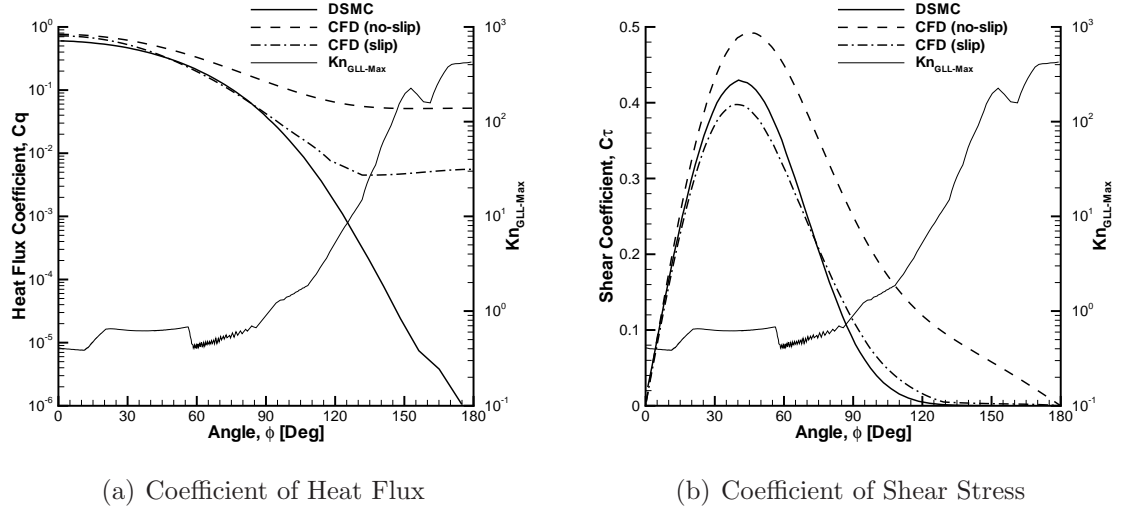 DSMC
CFD (no-slip)
CFD (slip)
Kn_GLL-Max
10^0
10^-1
10^-2
10^-3
10^-4
10^-5
10^-6
Heat Flux Coefficient, Cq
10^3
10^2
10^1
10^0
10^-1
Kn_GLL-Max
0 30 60 90 120 150 180
Angle, ϕ [Deg]
(a) Coefficient of Heat Flux
DSMC
CFD (no-slip)
CFD (slip)
Kn_GLL-Max
0.5
0.4
0.3
0.2
0.1
0
Shear Coefficient, Cτ
10^3
10^2
10^1
10^0
10^-1
Kn_GLL-Max
0 30 60 90 120 150 180
Angle, ϕ [Deg]
(b) Coefficient of Shear Stress